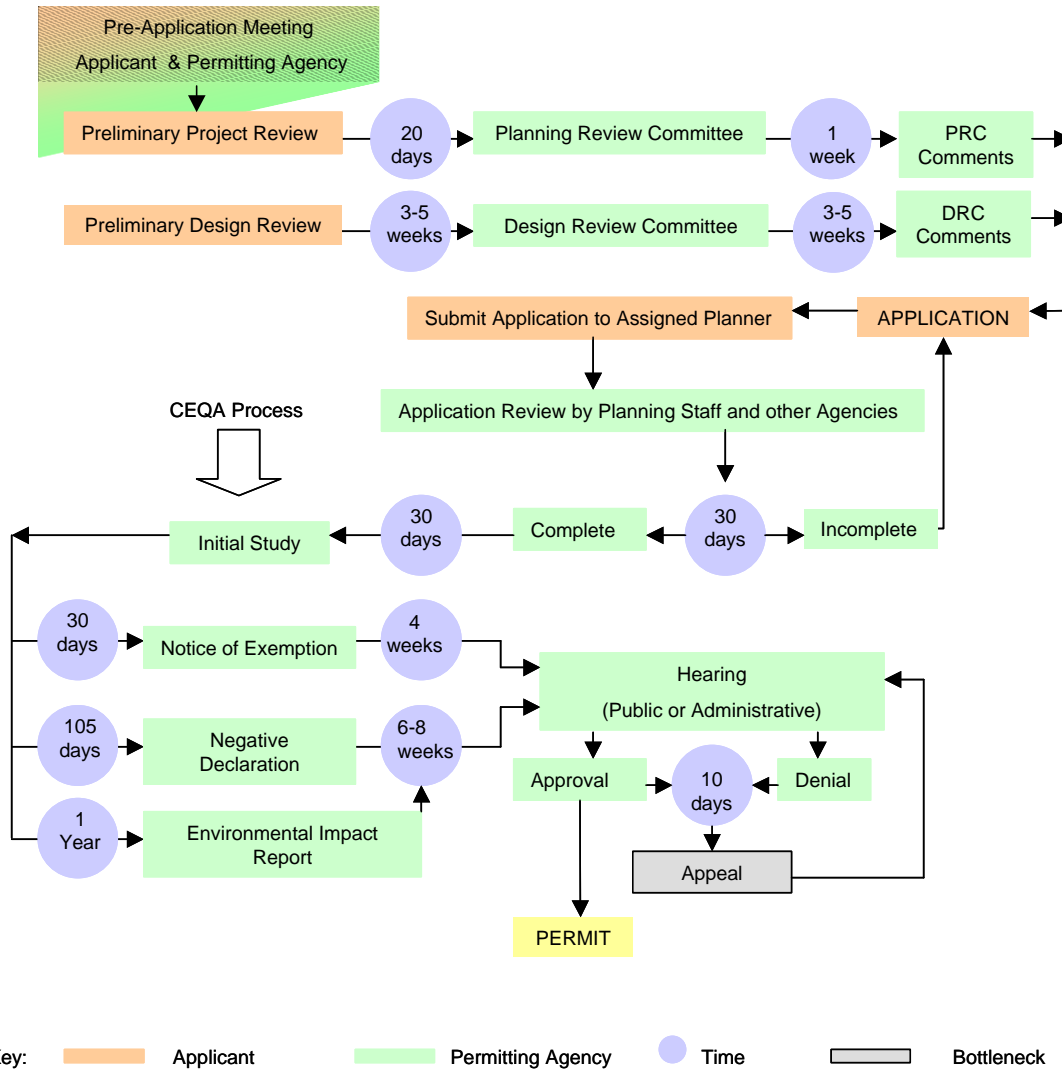 Pre-Application Meeting
Applicant & Permitting Agency
Preliminary Project Review
20
days
Planning Review Committee
1
week
PRC
Comments
Preliminary Design Review
3-5
weeks
Design Review Committee
3-5
weeks
DRC
Comments
Submit Application to Assigned Planner
APPLICATION
Application Review by Planning Staff and other Agencies
CEQA Process
Initial Study
30
days
Complete
30
days
Incomplete
30
days
Notice of Exemption
4
weeks
Hearing
(Public or Administrative)
105
days
Negative
Declaration
6-8
weeks
Approval
10
days
Denial
1
Year
Environmental Impact
Report
Appeal
PERMIT
Key:
Applicant
Permitting Agency
Time
Bottleneck